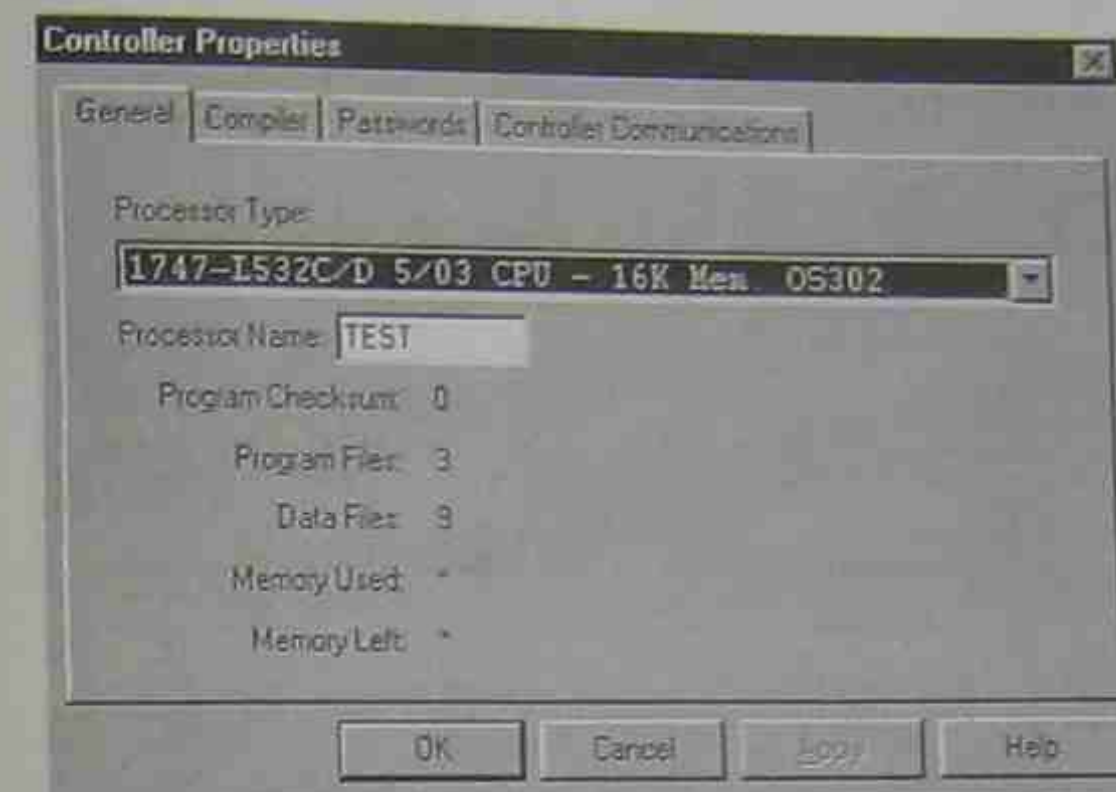 Controller Properties
General Compiler Passwords Controller Communications
Processor Type:
1747-L532C/D 5/03 CPU - 16K Mem. OS302
Processor Name: TEST
Program Checksum: 0
Program Files: 3
Data Files: 9
Memory Used: *
Memory Left: *
OK Cancel Apply Help